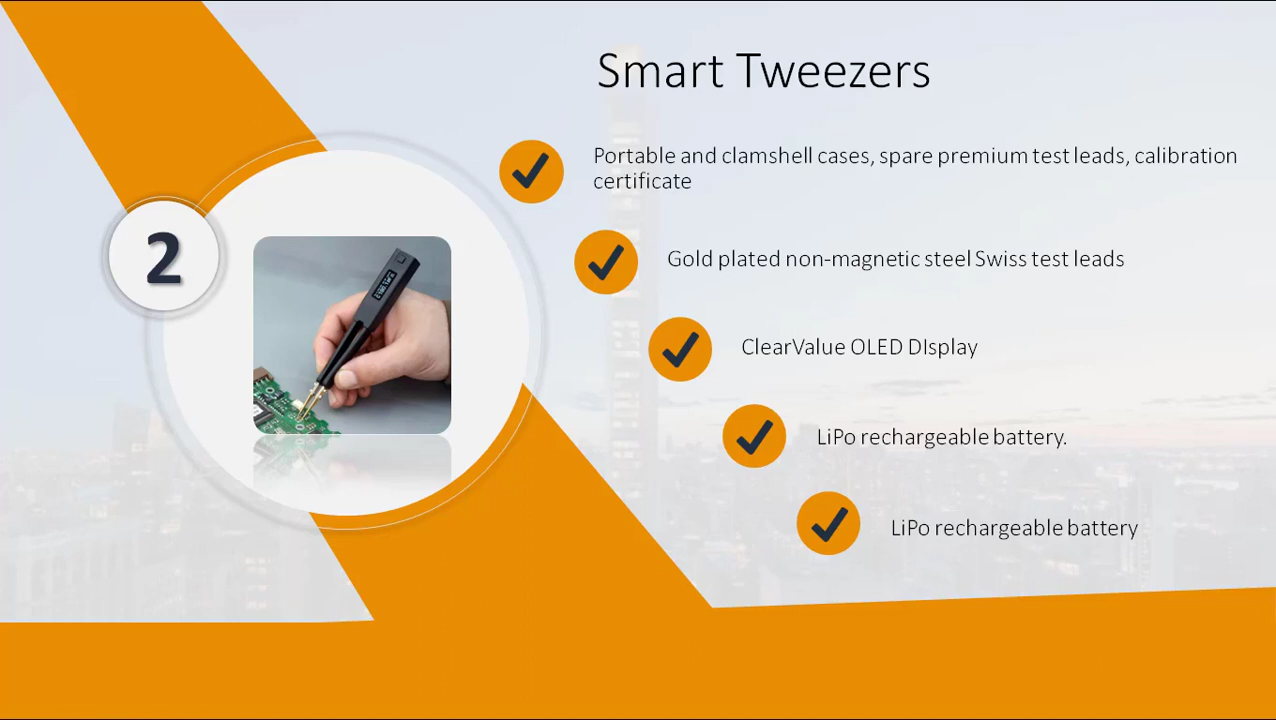 Smart Tweezers
Portable and clamshell cases, spare premium test leads, calibration
certificate
2
Gold plated non-magnetic steel Swiss test leads
ClearValue OLED DIsplay
LiPo rechargeable battery.
LiPo rechargeable battery